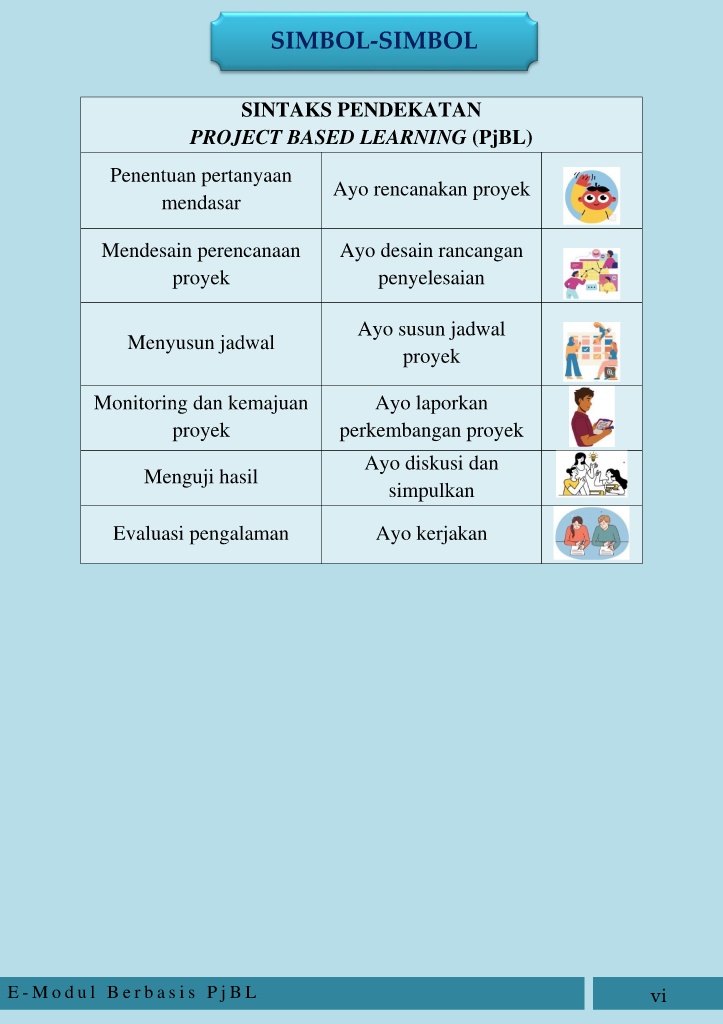 SIMBOL-SIMBOL
SINTAKS PENDEKATAN
PROJECT BASED LEARNING (PjBL)
Penentuan pertanyaan
mendasar
Ayo rencanakan proyek
Mendesain perencanaan
proyek
Ayo desain rancangan
penyelesaian
Menyusun jadwal
Ayo susun jadwal
proyek
Monitoring dan kemajuan
proyek
Ayo laporkan
perkembangan proyek
Menguji hasil
Ayo diskusi dan
simpulkan
Evaluasi pengalaman
Ayo kerjakan
E-Modul Berbasis PjBL
vi